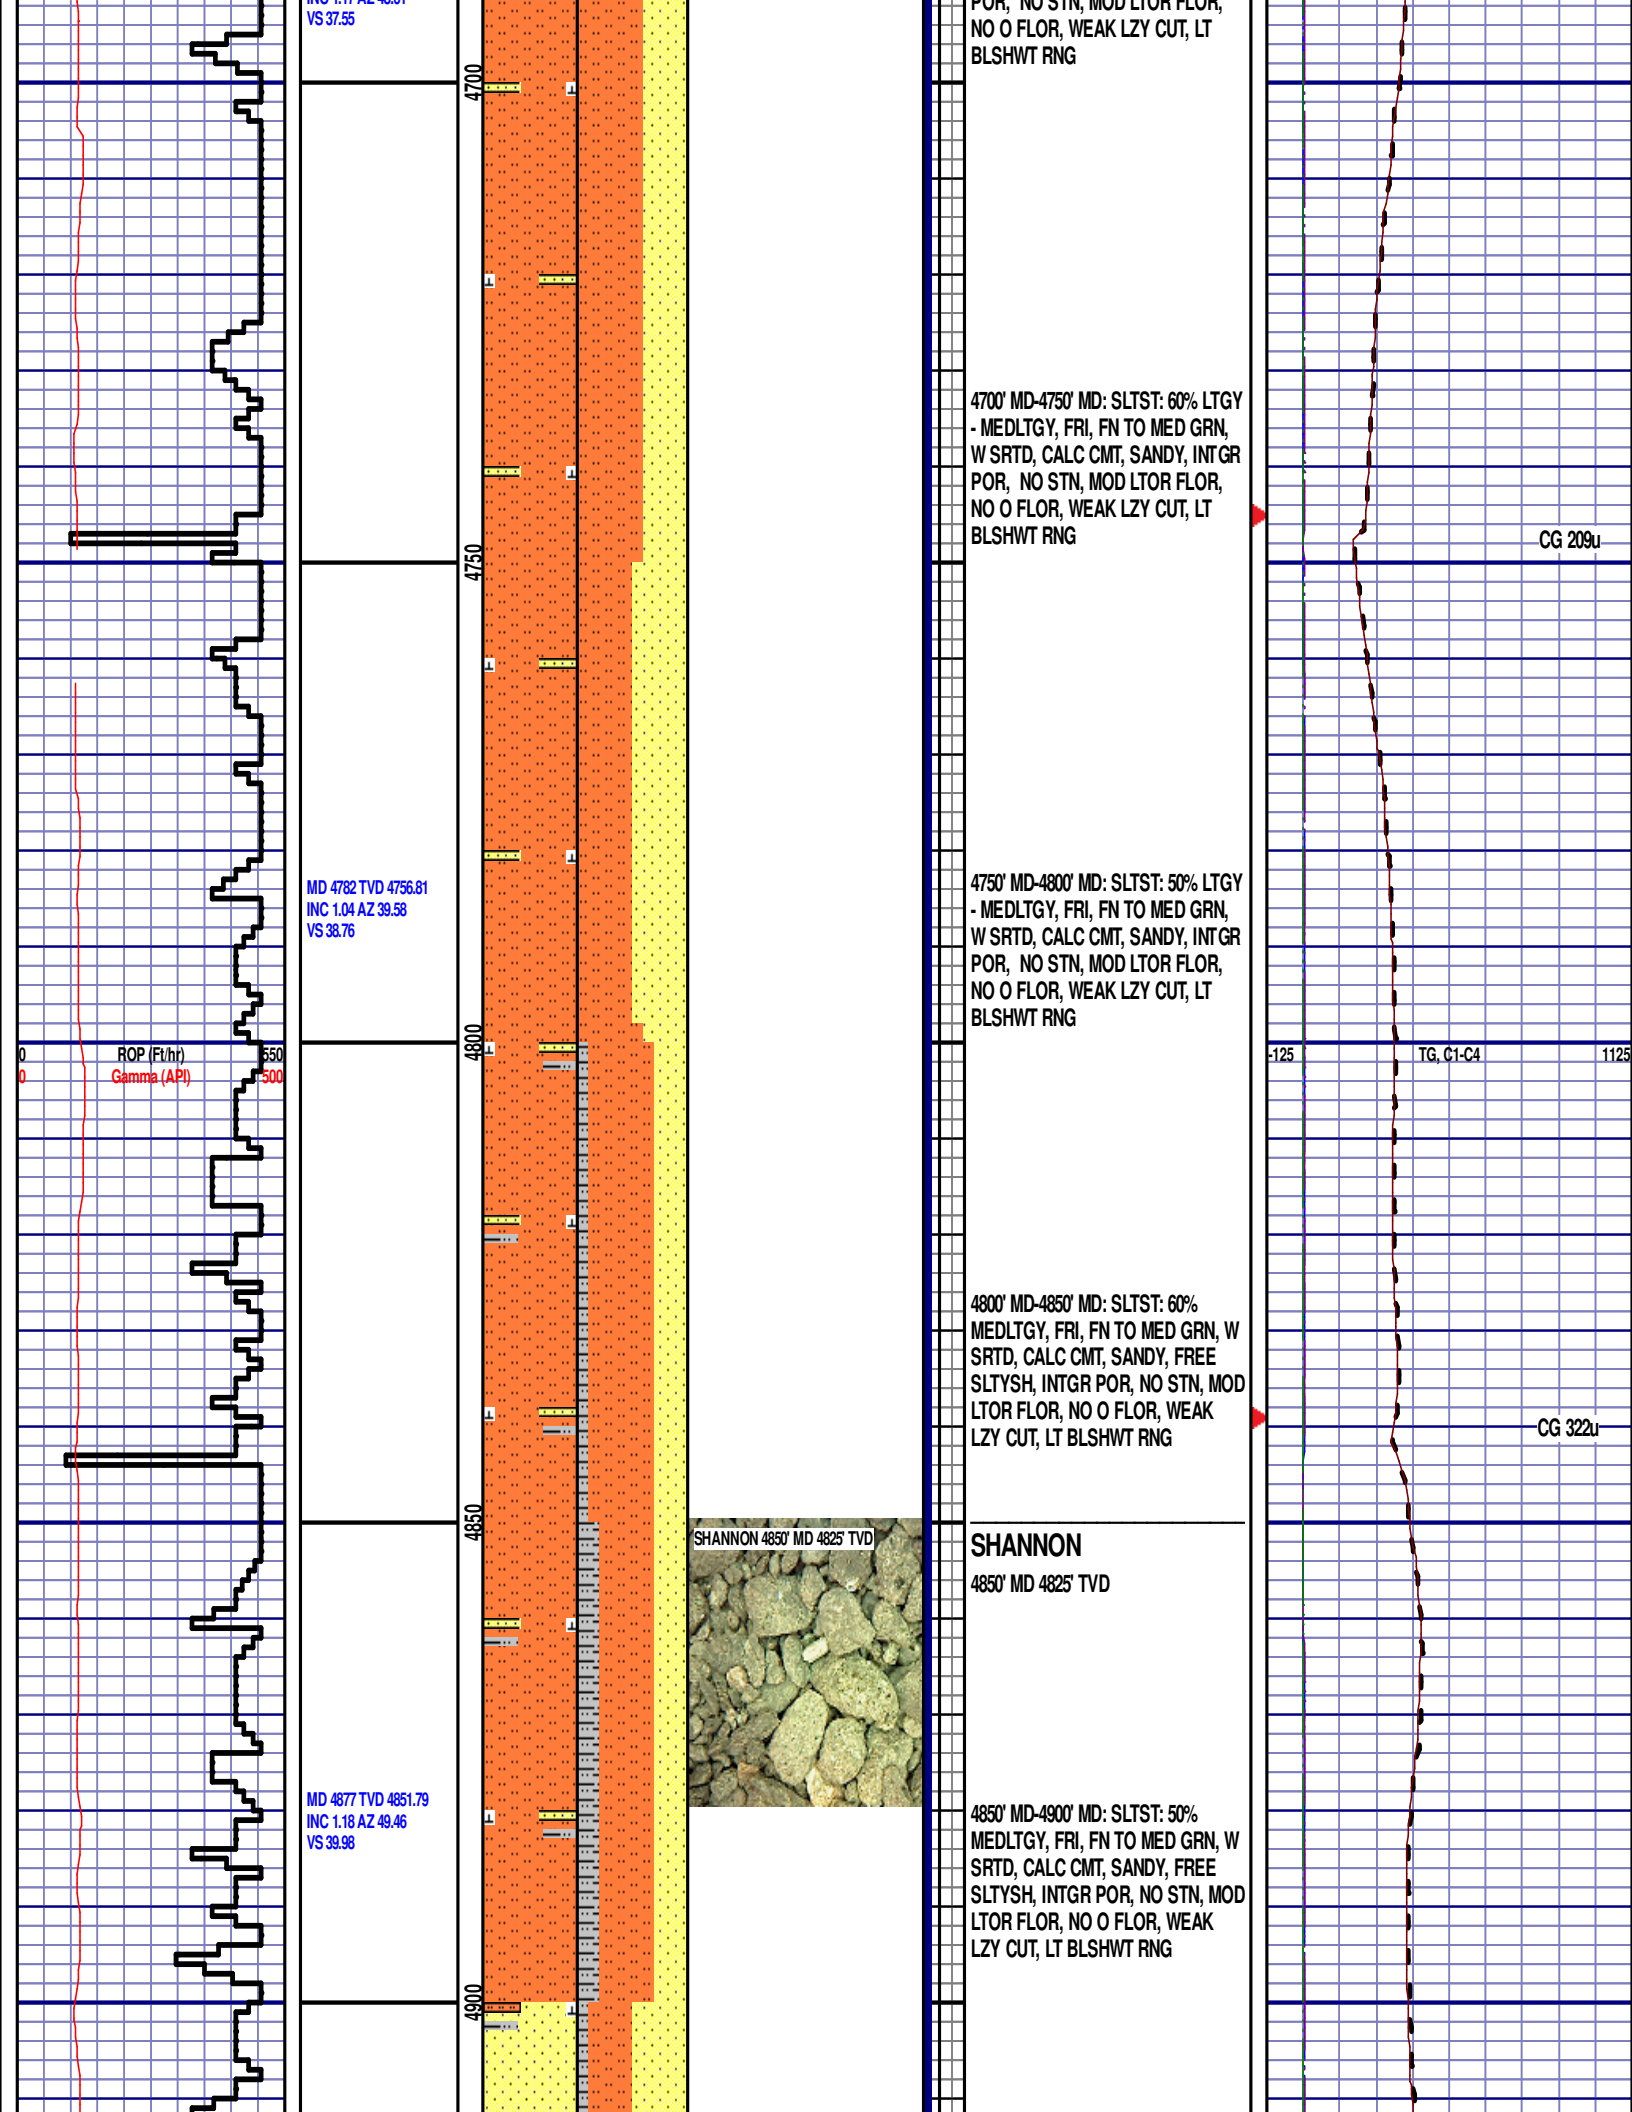 VS 37.55
NO O FLOR, WEAK LZY CUT, LT
BLSHWT RNG
4700
4700' MD-4750' MD: SLTST: 60% LTGY
- MEDLTGY, FRI, FN TO MED GRN,
W SRTD, CALC CMT, SANDY, INTGR
POR, NO STN, MOD LTOR FLOR,
NO O FLOR, WEAK LZY CUT, LT
BLSHWT RNG
CG 209u
4750
MD 4782 TVD 4756.81
INC 1.04 AZ 39.58
VS 38.76
4750' MD-4800' MD: SLTST: 50% LTGY
- MEDLTGY, FRI, FN TO MED GRN,
W SRTD, CALC CMT, SANDY, INTGR
POR, NO STN, MOD LTOR FLOR,
NO O FLOR, WEAK LZY CUT, LT
BLSHWT RNG
4800
0 ROP (Ft/hr) 550
0 Gamma (API) 500
-125 TG, C1-C4 1125
4800' MD-4850' MD: SLTST: 60%
MEDLTGY, FRI, FN TO MED GRN, W
SRTD, CALC CMT, SANDY, FREE
SLTYSH, INTGR POR, NO STN, MOD
LTOR FLOR, NO O FLOR, WEAK
LZY CUT, LT BLSHWT RNG
CG 322u
4850
SHANNON 4850' MD 4825' TVD
SHANNON
4850' MD 4825' TVD
MD 4877 TVD 4851.79
INC 1.18 AZ 49.46
VS 39.98
4850' MD-4900' MD: SLTST: 50%
MEDLTGY, FRI, FN TO MED GRN, W
SRTD, CALC CMT, SANDY, FREE
SLTYSH, INTGR POR, NO STN, MOD
LTOR FLOR, NO O FLOR, WEAK
LZY CUT, LT BLSHWT RNG
4900